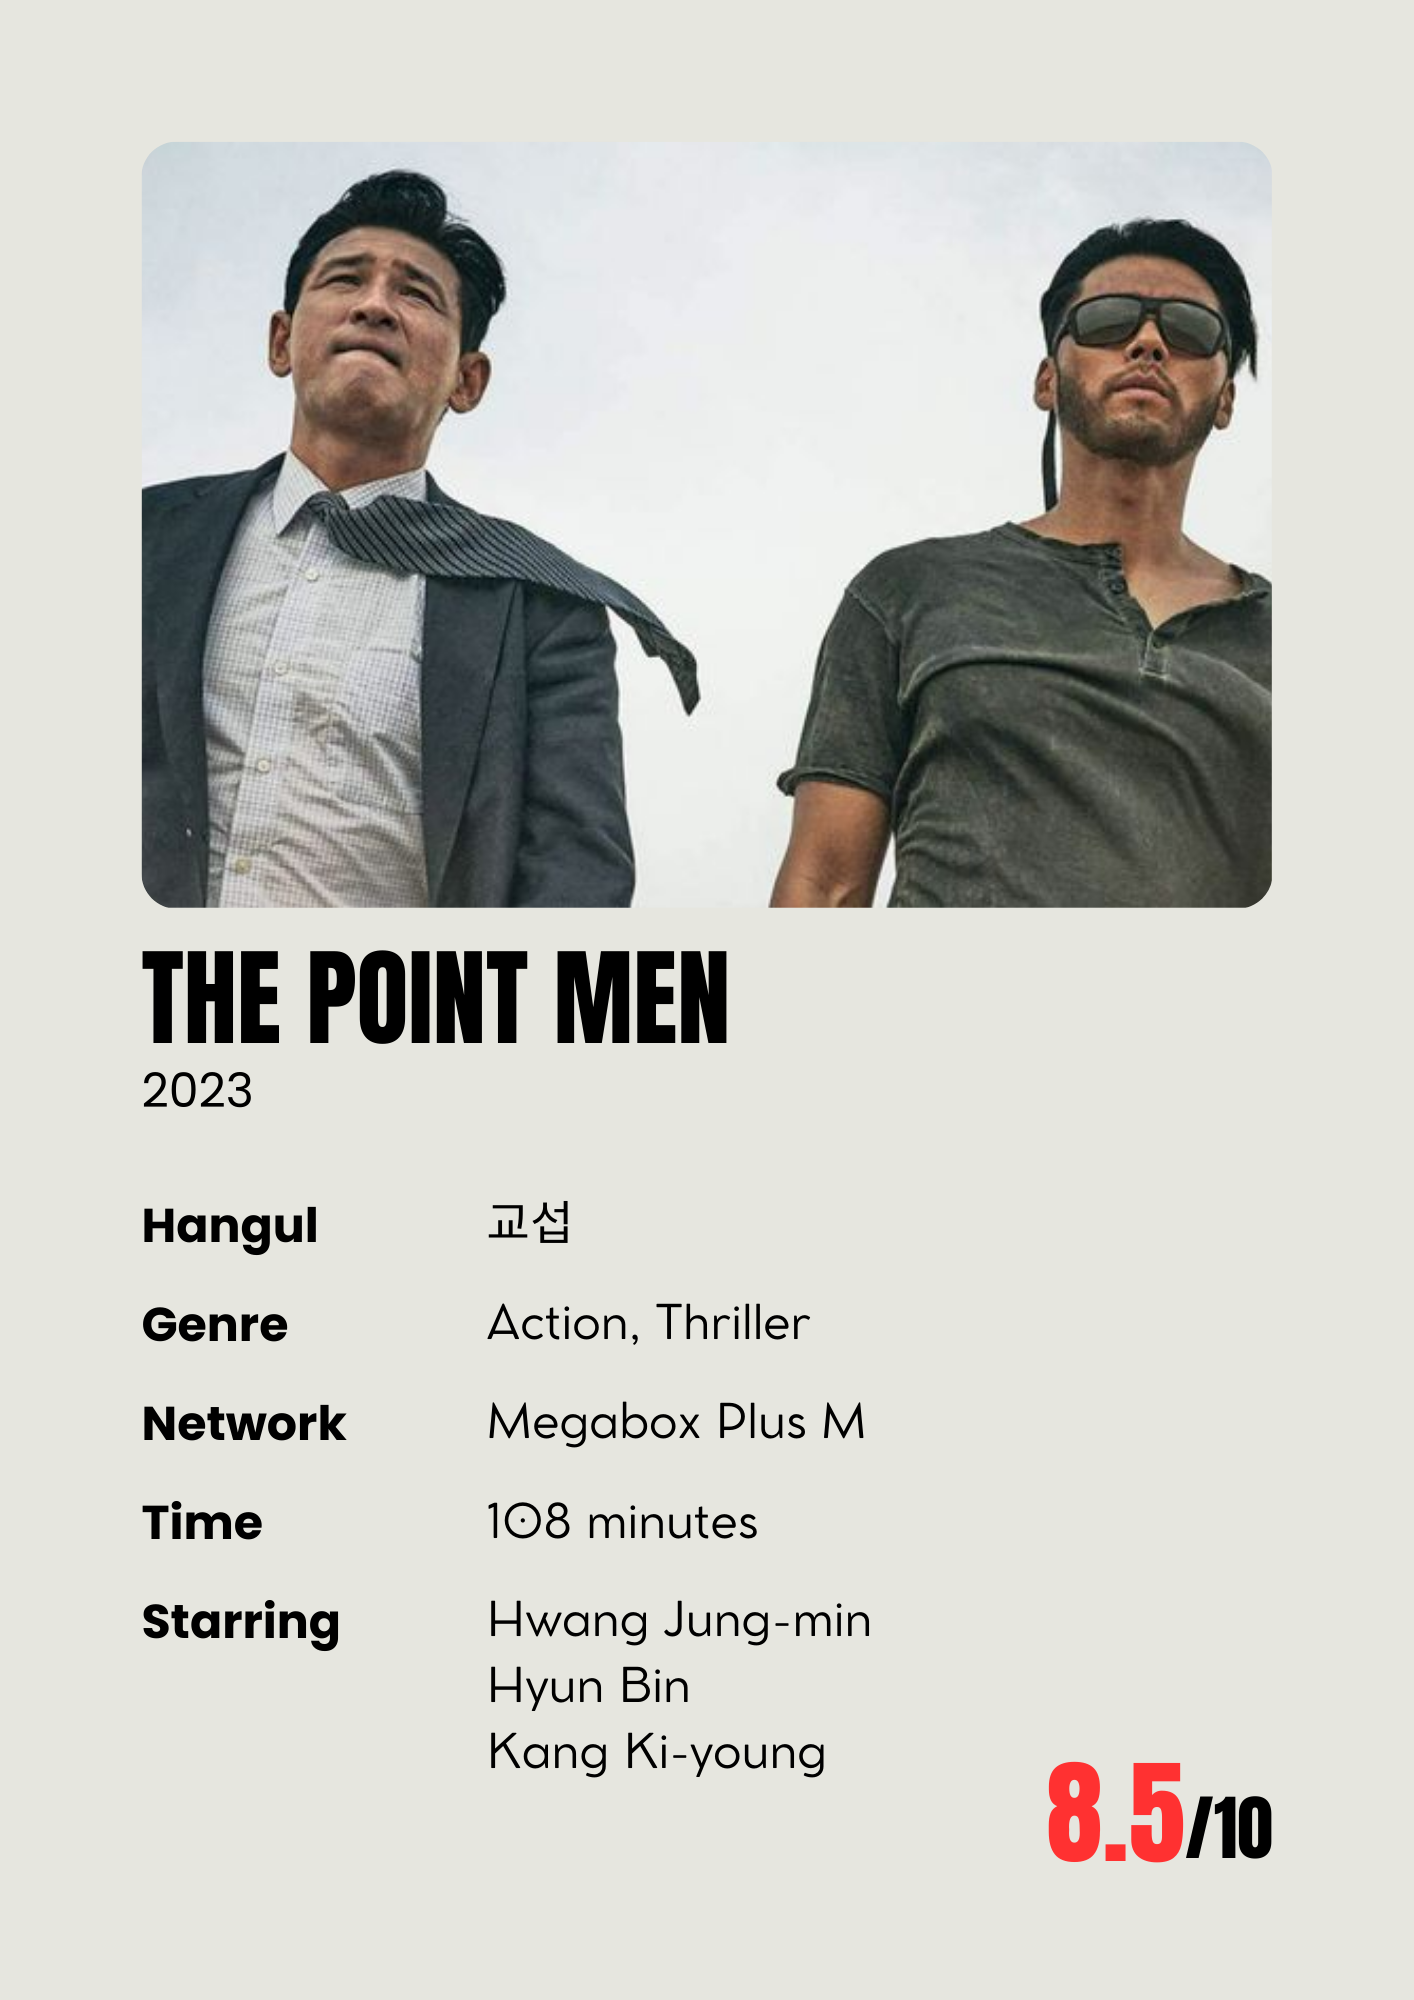 THE POINT MEN
2023
Hangul 교섭
Genre Action, Thriller
Network Megabox Plus M
Time 108 minutes
Starring Hwang Jung-min
Hyun Bin
Kang Ki-young
8.5/10